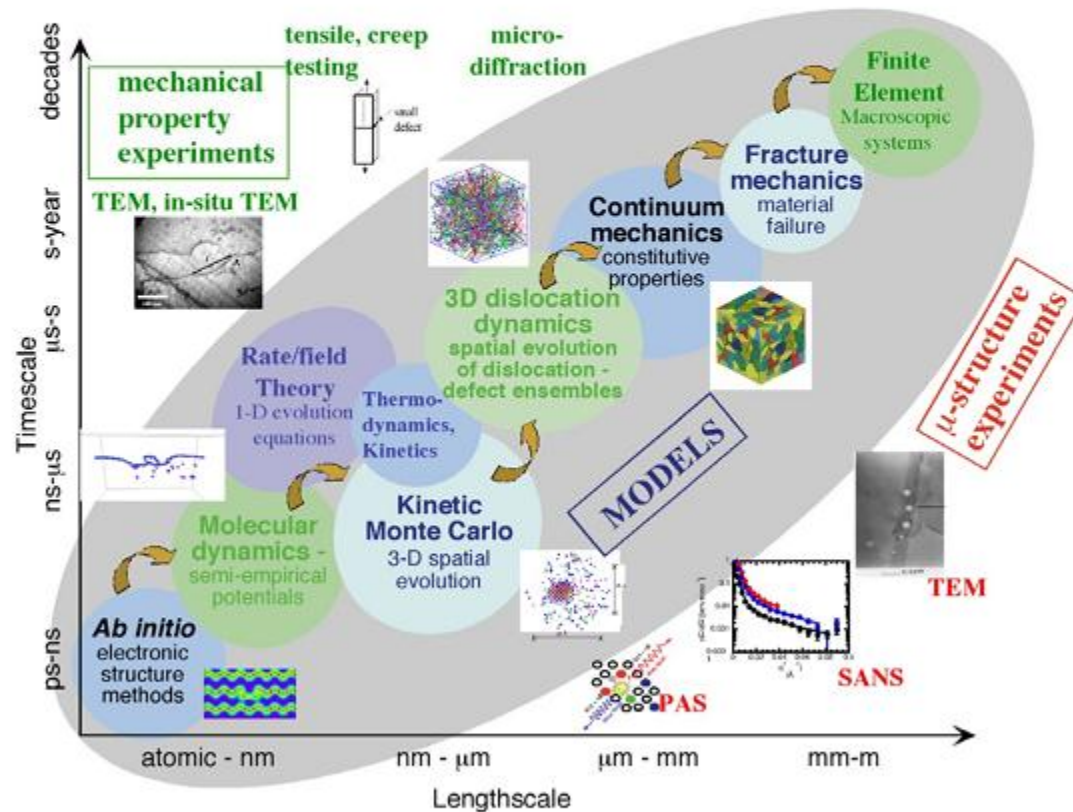 tensile, creep
testing
micro-
diffraction
mechanical
property
experiments
small
defect
TEM, in-situ TEM
Finite
Element
Macroscopic
systems
Fracture
mechanics
material
failure
Continuum
mechanics
constitutive
properties
3D dislocation
dynamics
spatial evolution
of dislocation -
defect ensembles
Rate/field
Theory
1-D evolution
equations
Thermo-
dynamics,
Kinetics
Kinetic
Monte Carlo
3-D spatial
evolution
Molecular
dynamics -
semi-empirical
potentials
Ab initio
electronic
structure
methods
MODELS
μ-structure
experiments
TEM
SANS
PAS
Timescale
decades
s-year
μs-s
ns-μs
ps-ns
atomic - nm
nm - μm
μm - mm
mm-m
Lengthscale